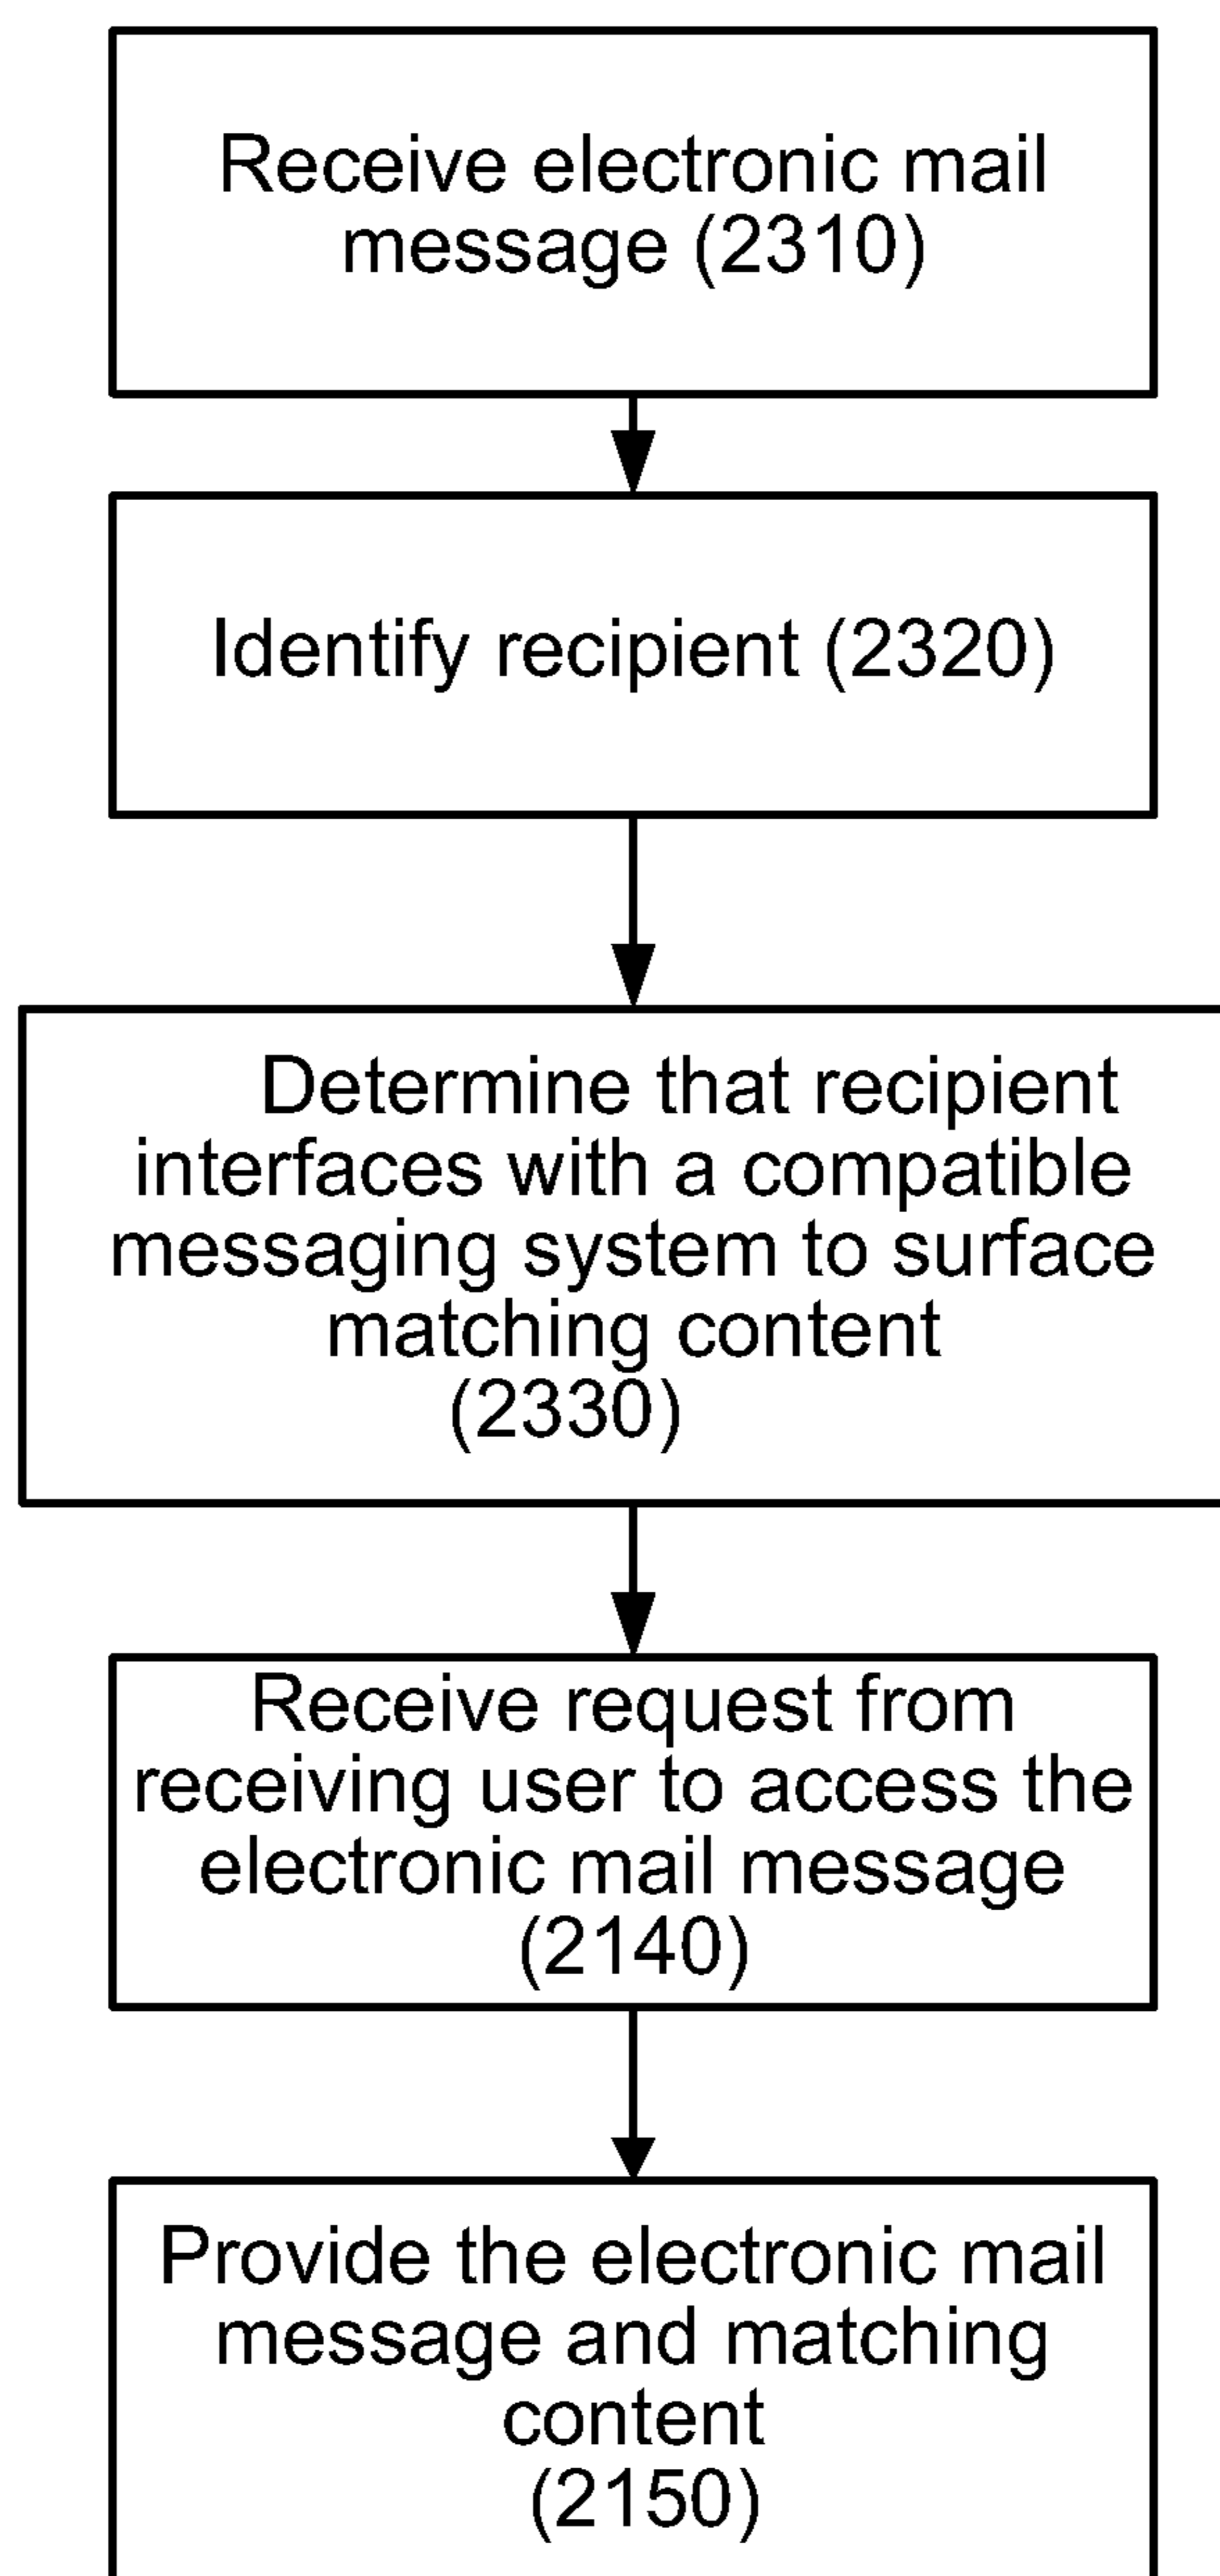 Receive electronic mail
message (2310)
Identify recipient (2320)
Determine that recipient
interfaces with a compatible
messaging system to surface
matching content
(2330)
Receive request from
receiving user to access the
electronic mail message
(2140)
Provide the electronic mail
message and matching
content
(2150)